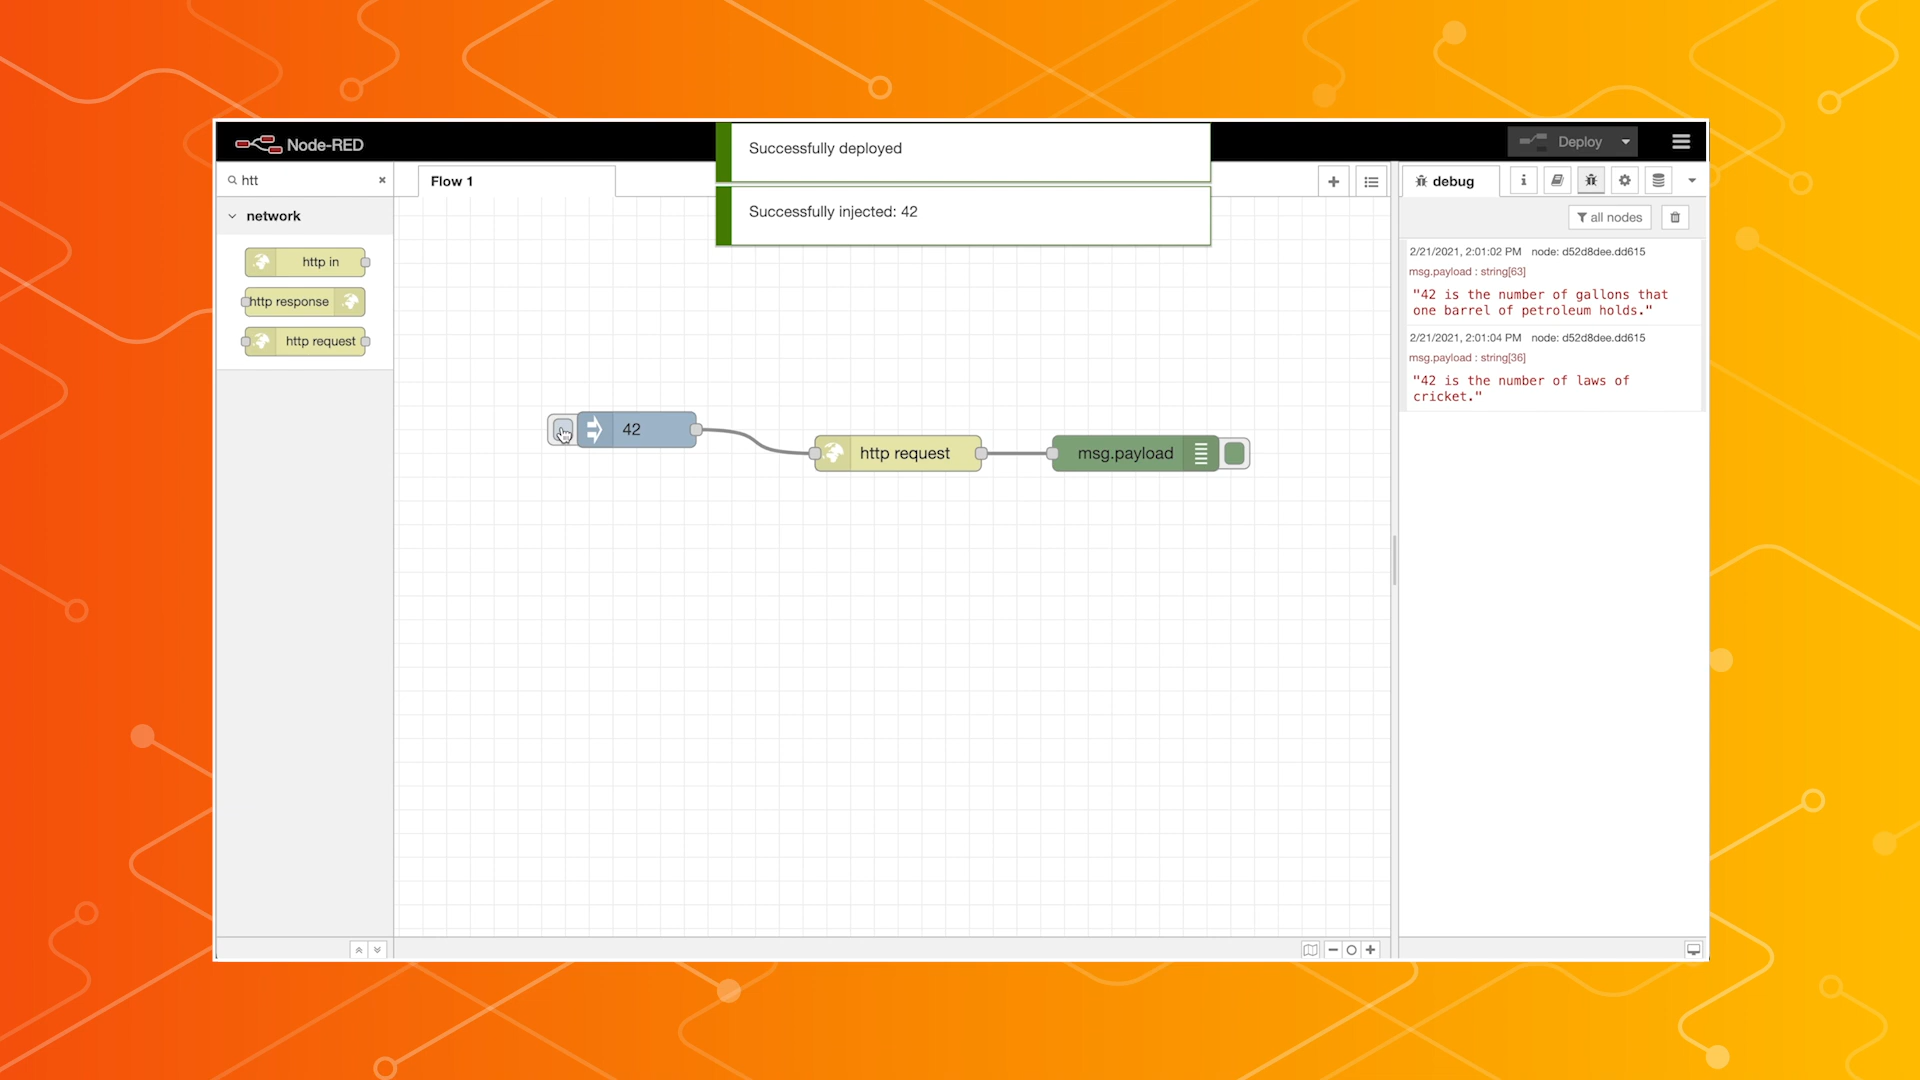 Node-RED
Successfully deployed
Successfully injected: 42
Deploy
htt
Flow 1
network
http in
http response
http request
42
http request
msg.payload
debug
i
all nodes
2/21/2021, 2:01:02 PM node: d52d8dee.dd615
msg.payload : string[63]
"42 is the number of gallons that
one barrel of petroleum holds."
2/21/2021, 2:01:04 PM node: d52d8dee.dd615
msg.payload : string[36]
"42 is the number of laws of
cricket."